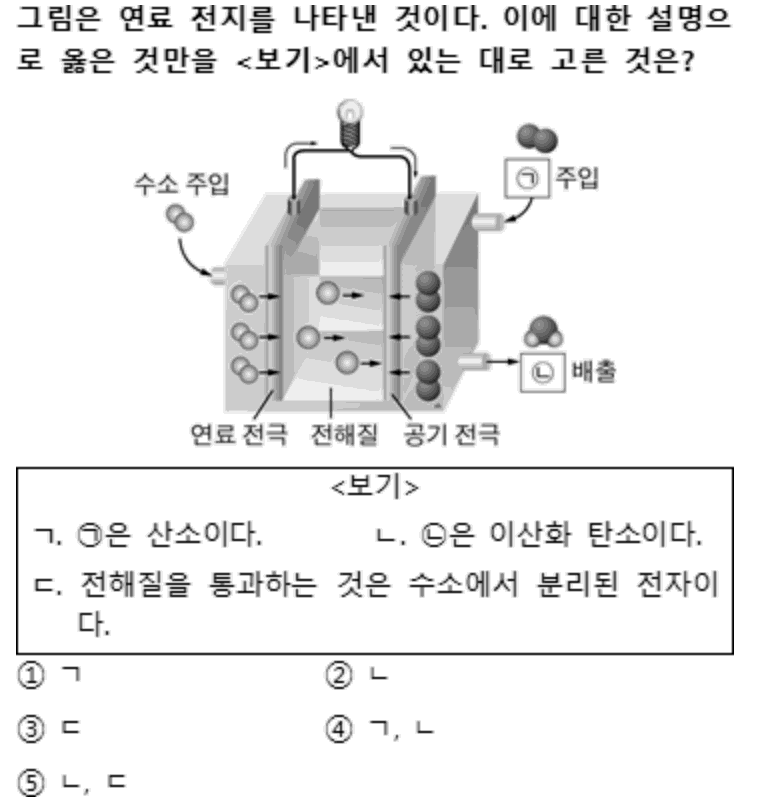 그림은 연료 전지를 나타낸 것이다. 이에 대한 설명으
로 옳은 것만을 <보기>에서 있는 대로 고른 것은?
수소 주입
㉠ 주입
㉡ 배출
연료 전극 전해질 공기 전극
<보기>
ㄱ. ㉠은 산소이다. ㄴ. ㉡은 이산화 탄소이다.
ㄷ. 전해질을 통과하는 것은 수소에서 분리된 전자이
다.
① ㄱ ② ㄴ
③ ㄷ ④ ㄱ, ㄴ
⑤ ㄴ, ㄷ